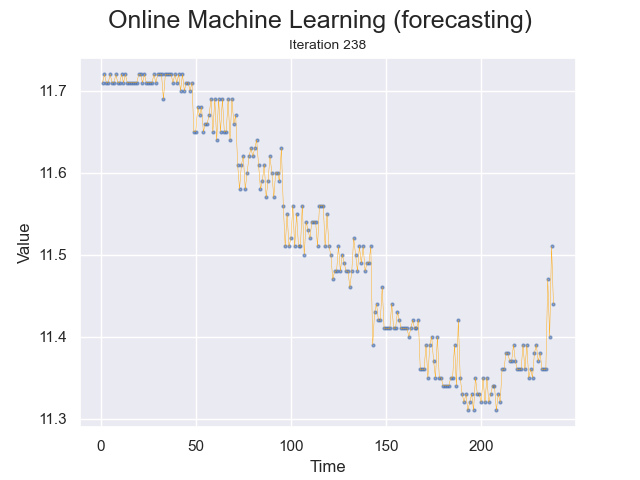 Online Machine Learning (forecasting)
Iteration 238
11.7
11.6
11.5
11.4
11.3
Value
0 50 100 150 200
Time